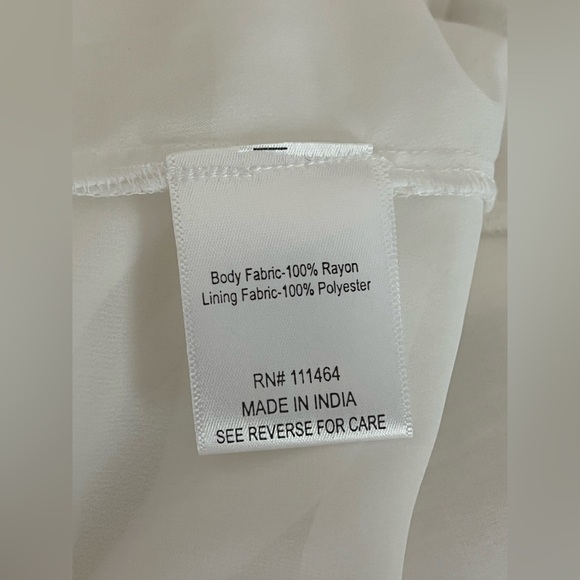 Body Fabric-100% Rayon
Lining Fabric-100% Polyester
RN# 111464
MADE IN INDIA
SEE REVERSE FOR CARE